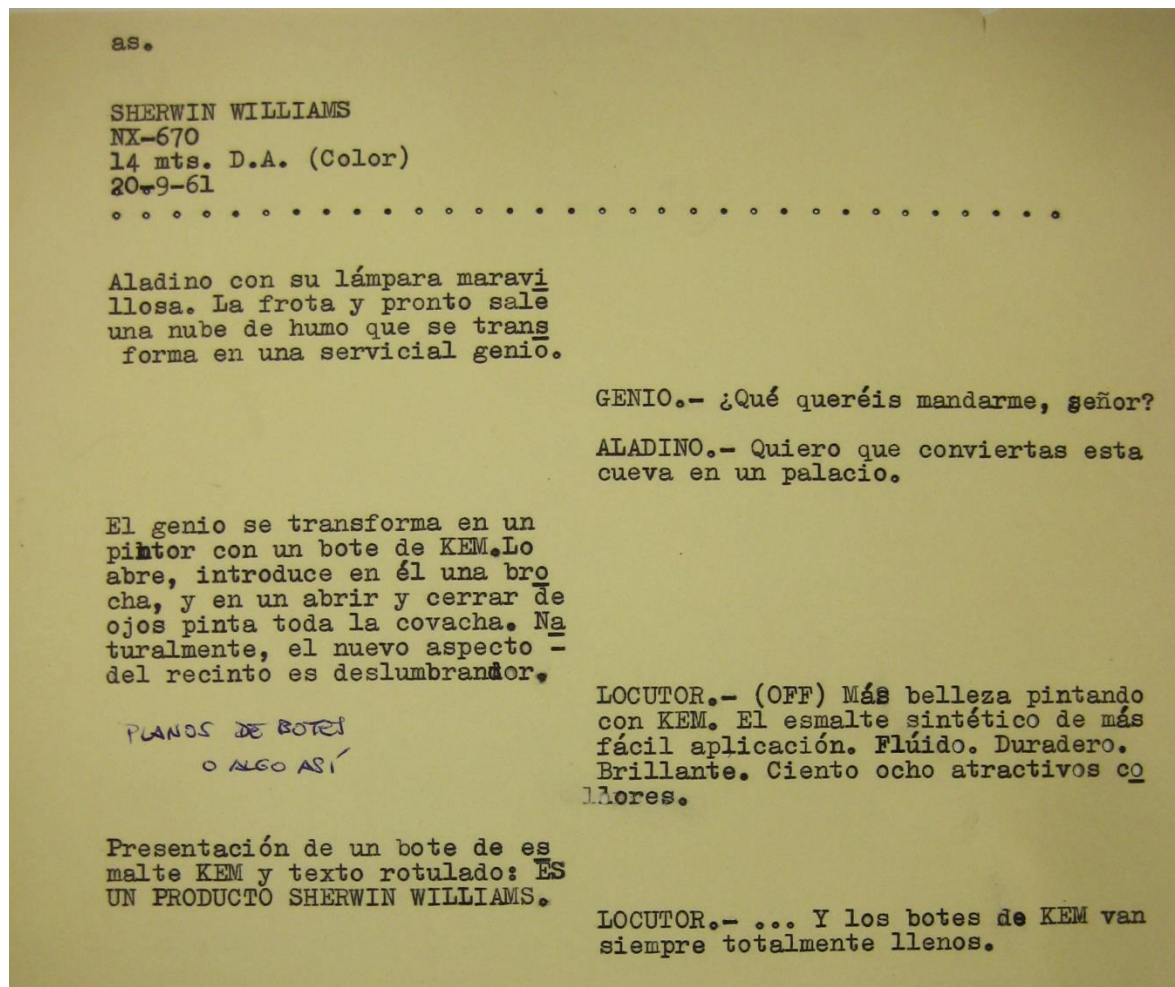 as.
SHERWIN WILLIAMS
NX-670
14 mts. D.A. (Color)
20-9-61
Aladino con su lámpara maravi
llosa. La frota y pronto sale
una nube de humo que se trans
forma en una servicial genio.
GENIO.- ¿Qué queréis mandarme, señor?
ALADINO.- Quiero que conviertas esta
cueva en un palacio.
El genio se transforma en un
pintor con un bote de KEM.Lo
abre, introduce en él una bro
cha, y en un abrir y cerrar de
ojos pinta toda la covacha. Na
turalmente, el nuevo aspecto -
del recinto es deslumbrador.
PLANOS DE BOTES
O ALGO ASÍ
LOCUTOR.- (OFF) Más belleza pintando
con KEM. El esmalte sintético de más
fácil aplicación. Flúido. Duradero.
Brillante. Ciento ocho atractivos co
llores.
Presentación de un bote de es
malte KEM y texto rotulado: ES
UN PRODUCTO SHERWIN WILLIAMS.
LOCUTOR.- ... Y los botes de KEM van
siempre totalmente llenos.